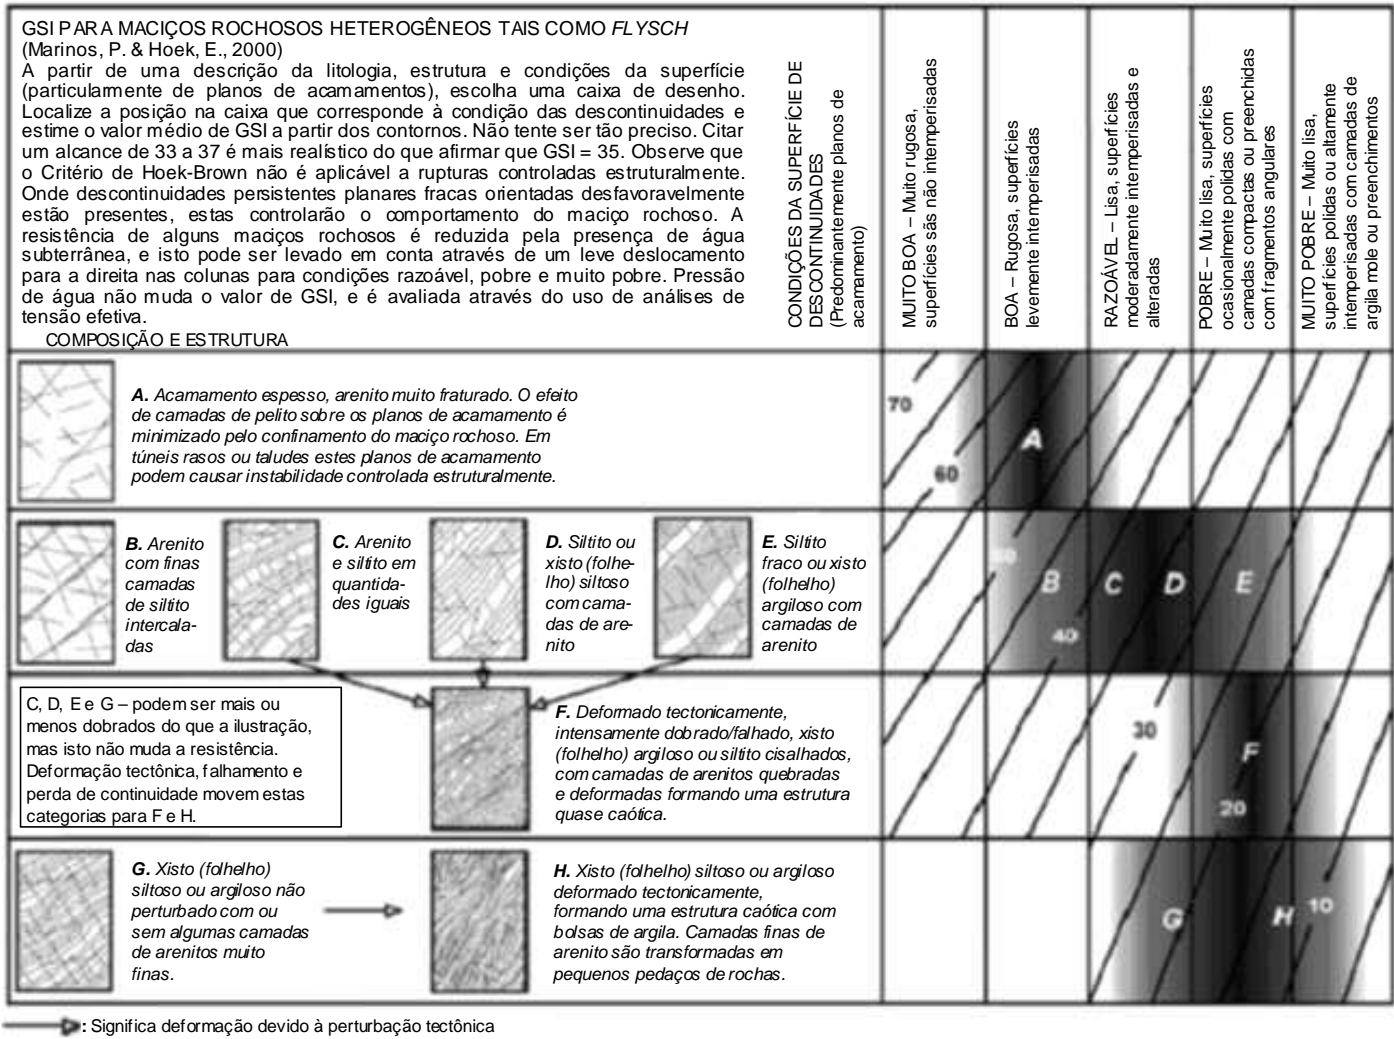 GSI PARA MACIÇOS ROCHOSOS HETEROGÊNEOS TAIS COMO FLYSCH
(Marinos, P. & Hoek, E., 2000)
A partir de uma descrição da litologia, estrutura e condições da superfície
(particularmente de planos de acamamentos), escolha uma caixa de desenho.
Localize a posição na caixa que corresponde à condição das descontinuidades e
estime o valor médio de GSI a partir dos contornos. Não tente ser tão preciso. Citar
um alcance de 33 a 37 é mais realístico do que afirmar que GSI = 35. Observe que
o Critério de Hoek-Brown não é aplicável a rupturas controladas estruturalmente.
Onde descontinuidades persistentes planares fracas orientadas desfavoravelmente
estão presentes, estas controlarão o comportamento do maciço rochoso. A
resistência de alguns maciços rochosos é reduzida pela presença de água
subterrânea, e isto pode ser levado em conta através de um leve deslocamento
para a direita nas colunas para condições razoável, pobre e muito pobre. Pressão
de água não muda o valor de GSI, e é avaliada através do uso de análises de
tensão efetiva.
COMPOSIÇÃO E ESTRUTURA
CONDIÇÕES DA SUPERFÍCIE DE
DESCONTINUIDADES
(Predominantemente planos de
acamamento)
MUITO BOA – Muito rugosa,
superfícies sãs não intemperisadas
BOA – Rugosa, superfícies
levemente intemperisadas
RAZOÁVEL – Lisa, superfícies
moderadamente intemperisadas e
alteradas
POBRE – Muito lisa, superfícies
ocasionalmente polidas com
camadas compactas ou preenchidas
com fragmentos angulares
MUITO POBRE – Muito lisa,
superfícies polidas ou altamente
intemperisadas com camadas de
argila mole ou preenchimentos
A. Acamamento espesso, arenito muito fraturado. O efeito
de camadas de pelito sobre os planos de acamamento é
minimizado pelo confinamento do maciço rochoso. Em
túneis rasos ou taludes estes planos de acamamento
podem causar instabilidade controlada estruturalmente.
70
60
A
B. Arenito
com finas
camadas
de siltito
intercala-
das
C. Arenito
e siltito em
quantida-
des iguais
D. Siltito ou
xisto (folhe-
lho) siltoso
com cama-
das de are-
nito
E. Siltito
fraco ou xisto
(folhelho)
argiloso com
camadas de
arenito
B
C
D
E
40
C, D, E e G – podem ser mais ou
menos dobrados do que a ilustração,
mas isto não muda a resistência.
Deformação tectônica, falhamento e
perda de continuidade movem estas
categorias para F e H.
F. Deformado tectonicamente,
intensamente dobrado/falhado, xisto
(folhelho) argiloso ou siltito cisalhados,
com camadas de arenitos quebradas
e deformadas formando uma estrutura
quase caótica.
30
F
20
G. Xisto (folhelho)
siltoso ou argiloso não
perturbado com ou
sem algumas camadas
de arenitos muito
finas.
H. Xisto (folhelho) siltoso ou argiloso
deformado tectonicamente,
formando uma estrutura caótica com
bolsas de argila. Camadas finas de
arenito são transformadas em
pequenos pedaços de rochas.
G
H
10
: Significa deformação devido à perturbação tectônica